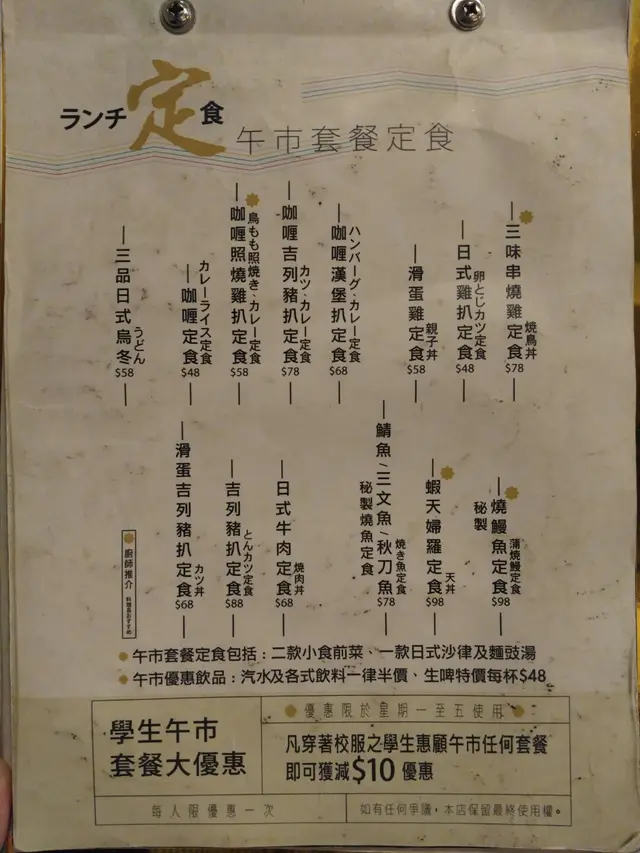 ランチ定食
午市套餐定食
三味串燒雞定食
焼鳥丼
$78
日式雞扒定食
卵とじカツ定食
$48
滑蛋雞定食
親子丼
$58
咖喱漢堡扒定食
ハンバーグ・カレー定食
$68
咖喱吉列豬扒定食
カツ・カレー定食
$78
咖喱照燒雞扒定食
鳥もも照焼き・カレー定食
$58
咖喱定食
カレーライス定食
$48
三品日式烏冬
うどん
$58
秘製
燒鰻魚定食
蒲焼鰻定食
$98
蝦天婦羅定食
天丼
$98
鯖魚/三文魚/秋刀魚
秘製燒魚定食
焼き魚定食
$78
日式牛肉定食
焼肉丼
$68
吉列豬扒定食
とんカツ定食
$88
滑蛋吉列豬扒定食
カツ丼
$68
廚師推介 料理長おすすめ
午市套餐定食包括：二款小食前菜、一款日式沙律及麵豉湯
午市優惠飲品：汽水及各式飲料一律半價、生啤特價每杯$48
學生午市
套餐大優惠
優惠限於星期一至五使用
凡穿著校服之學生惠顧午市任何套餐
即可獲減$10優惠
每人限優惠一次
如有任何爭議，本店保留最終使用權。